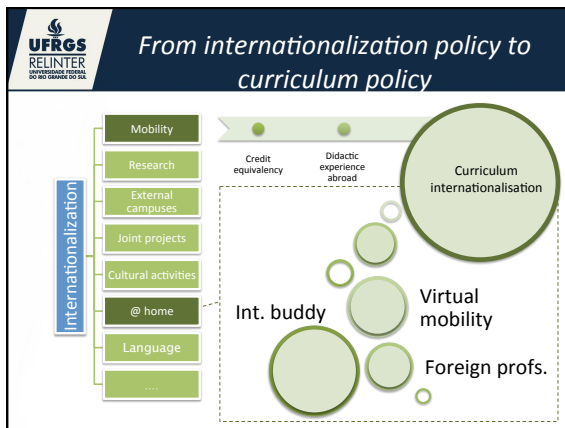 UFRGS
RELINTER
UNIVERSIDADE FEDERAL
DO RIO GRANDE DO SUL
From internationalization policy to
curriculum policy
Internationalization
Mobility
Research
External
campuses
Joint projects
Cultural activities
@ home
Language
....
Credit
equivalency
Didactic
experience
abroad
Curriculum
internationalisation
Int. buddy
Virtual
mobility
Foreign profs.